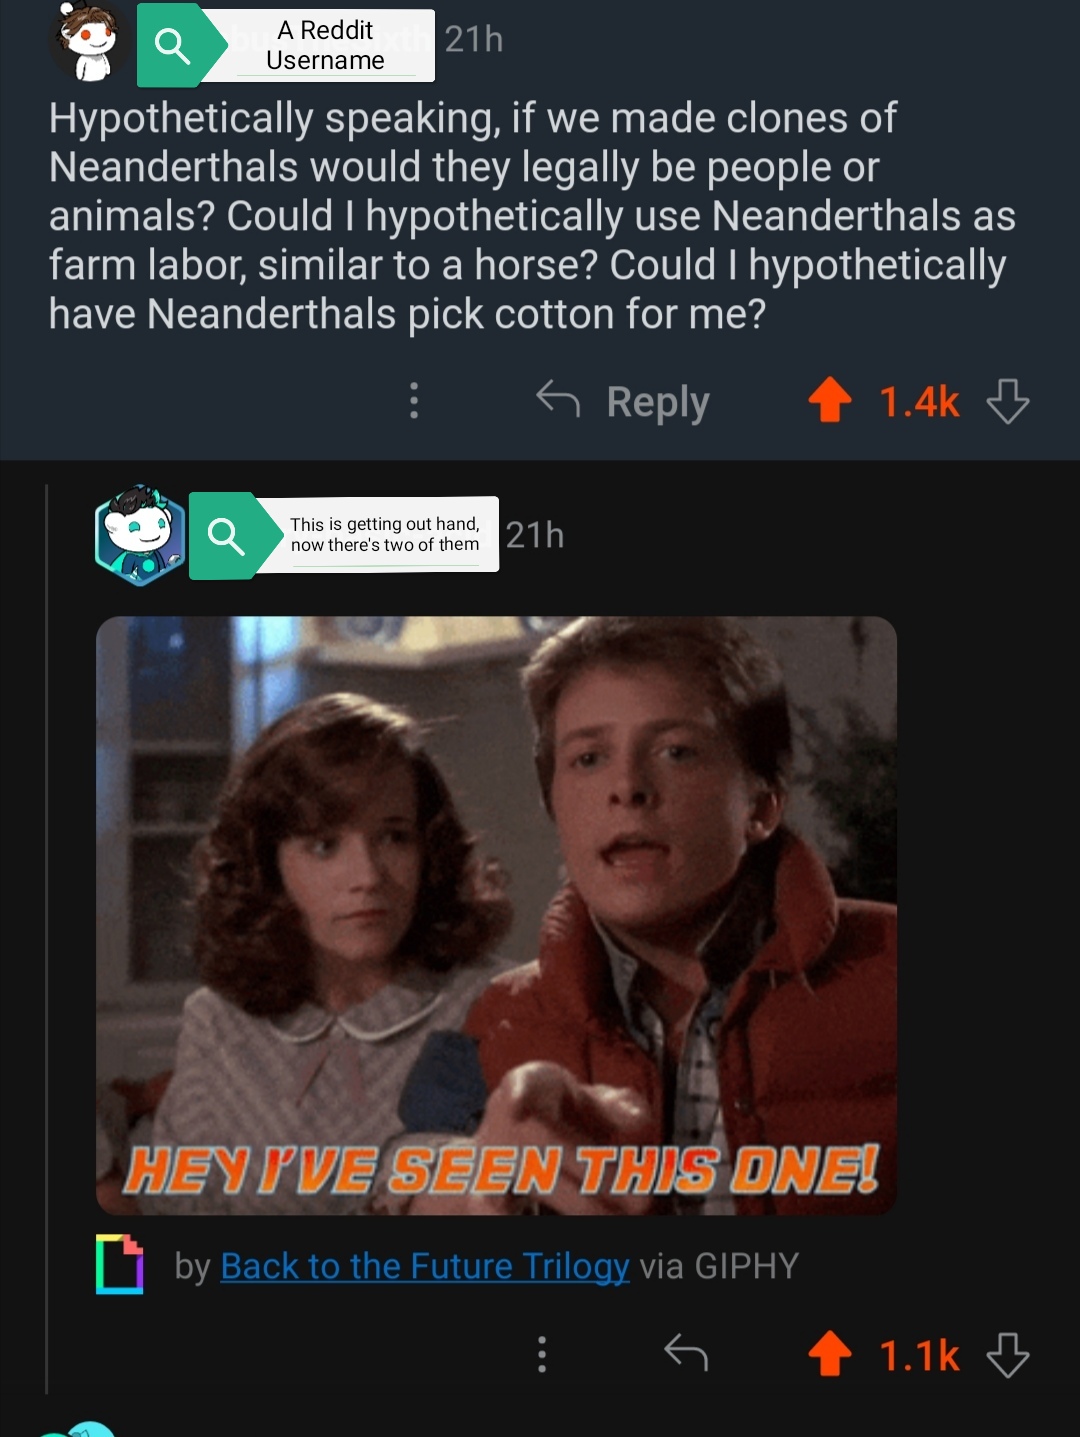 A Reddit
Username
21h
Hypothetically speaking, if we made clones of
Neanderthals would they legally be people or
animals? Could I hypothetically use Neanderthals as
farm labor, similar to a horse? Could I hypothetically
have Neanderthals pick cotton for me?
Reply 1.4k
This is getting out hand,
now there's two of them
21h
HEY I'VE SEEN THIS ONE!
by Back to the Future Trilogy via GIPHY
1.1k